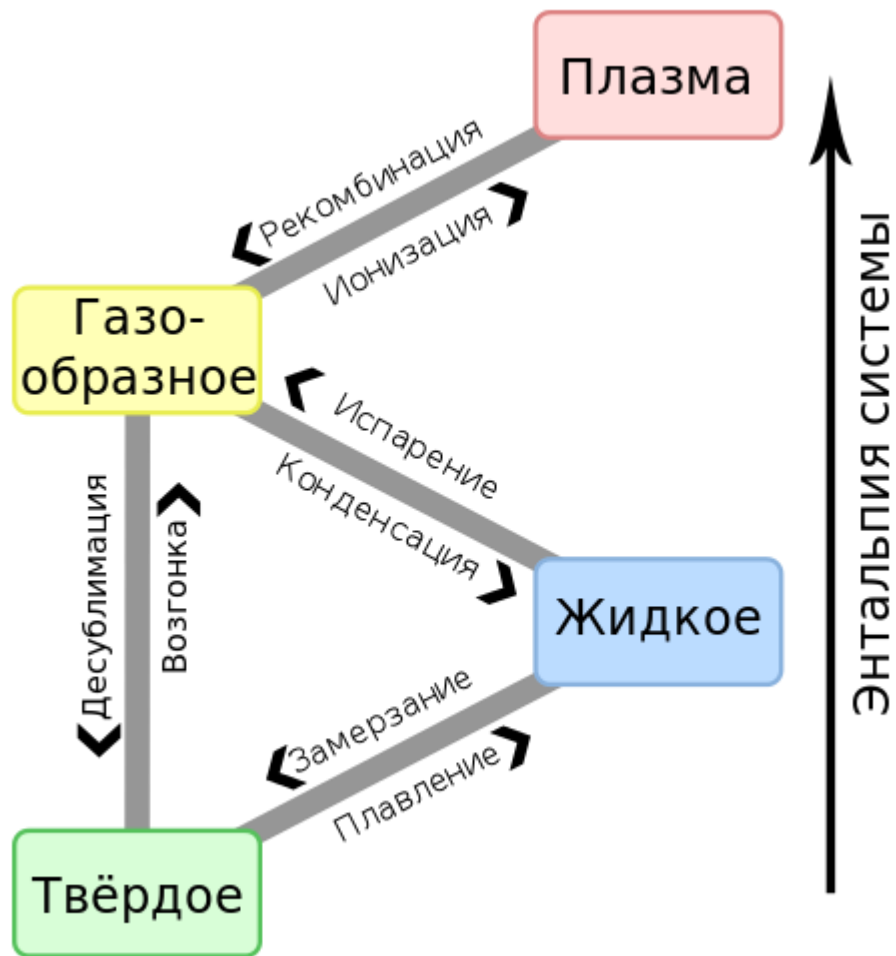 Плазма
Рекомбинация
Ионизация
Газо-
образное
Испарение
Конденсация
Десублимация
Возгонка
Жидкое
Замерзание
Плавление
Твёрдое
Энтальпия системы